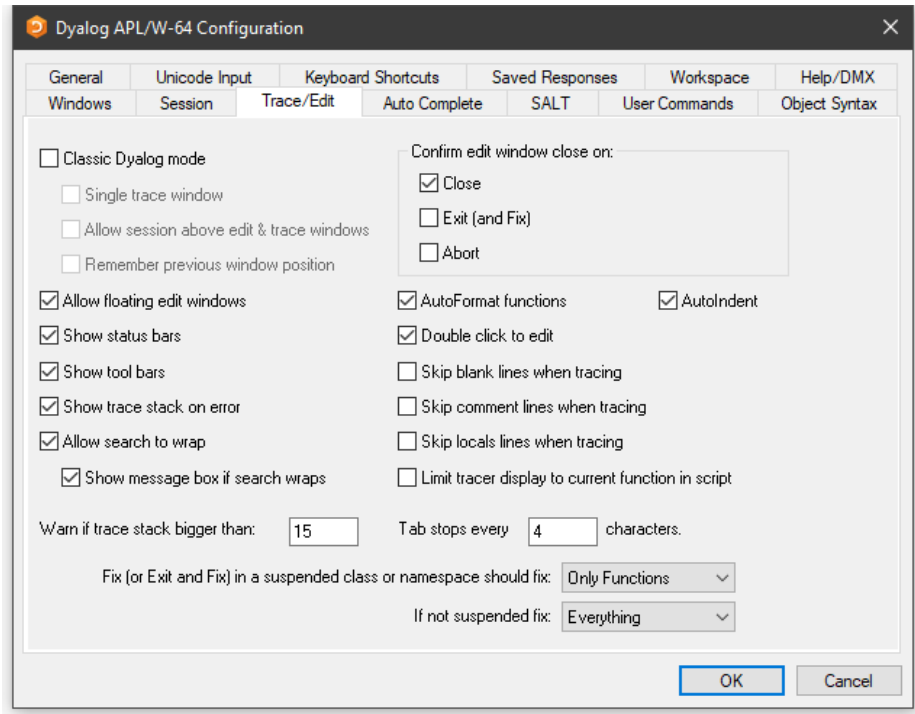 Dyalog APL/W-64 Configuration
General Unicode Input Keyboard Shortcuts Saved Responses Workspace Help/DMX
Windows Session Trace/Edit Auto Complete SALT User Commands Object Syntax
Classic Dyalog mode
Single trace window
Allow session above edit & trace windows
Remember previous window position
Confirm edit window close on:
Close
Exit (and Fix)
Abort
Allow floating edit windows
Show status bars
Show tool bars
Show trace stack on error
Allow search to wrap
Show message box if search wraps
AutoFormat functions AutoIndent
Double click to edit
Skip blank lines when tracing
Skip comment lines when tracing
Skip locals lines when tracing
Limit tracer display to current function in script
Warn if trace stack bigger than: 15 Tab stops every 4 characters.
Fix (or Exit and Fix) in a suspended class or namespace should fix: Only Functions
If not suspended fix: Everything
OK Cancel